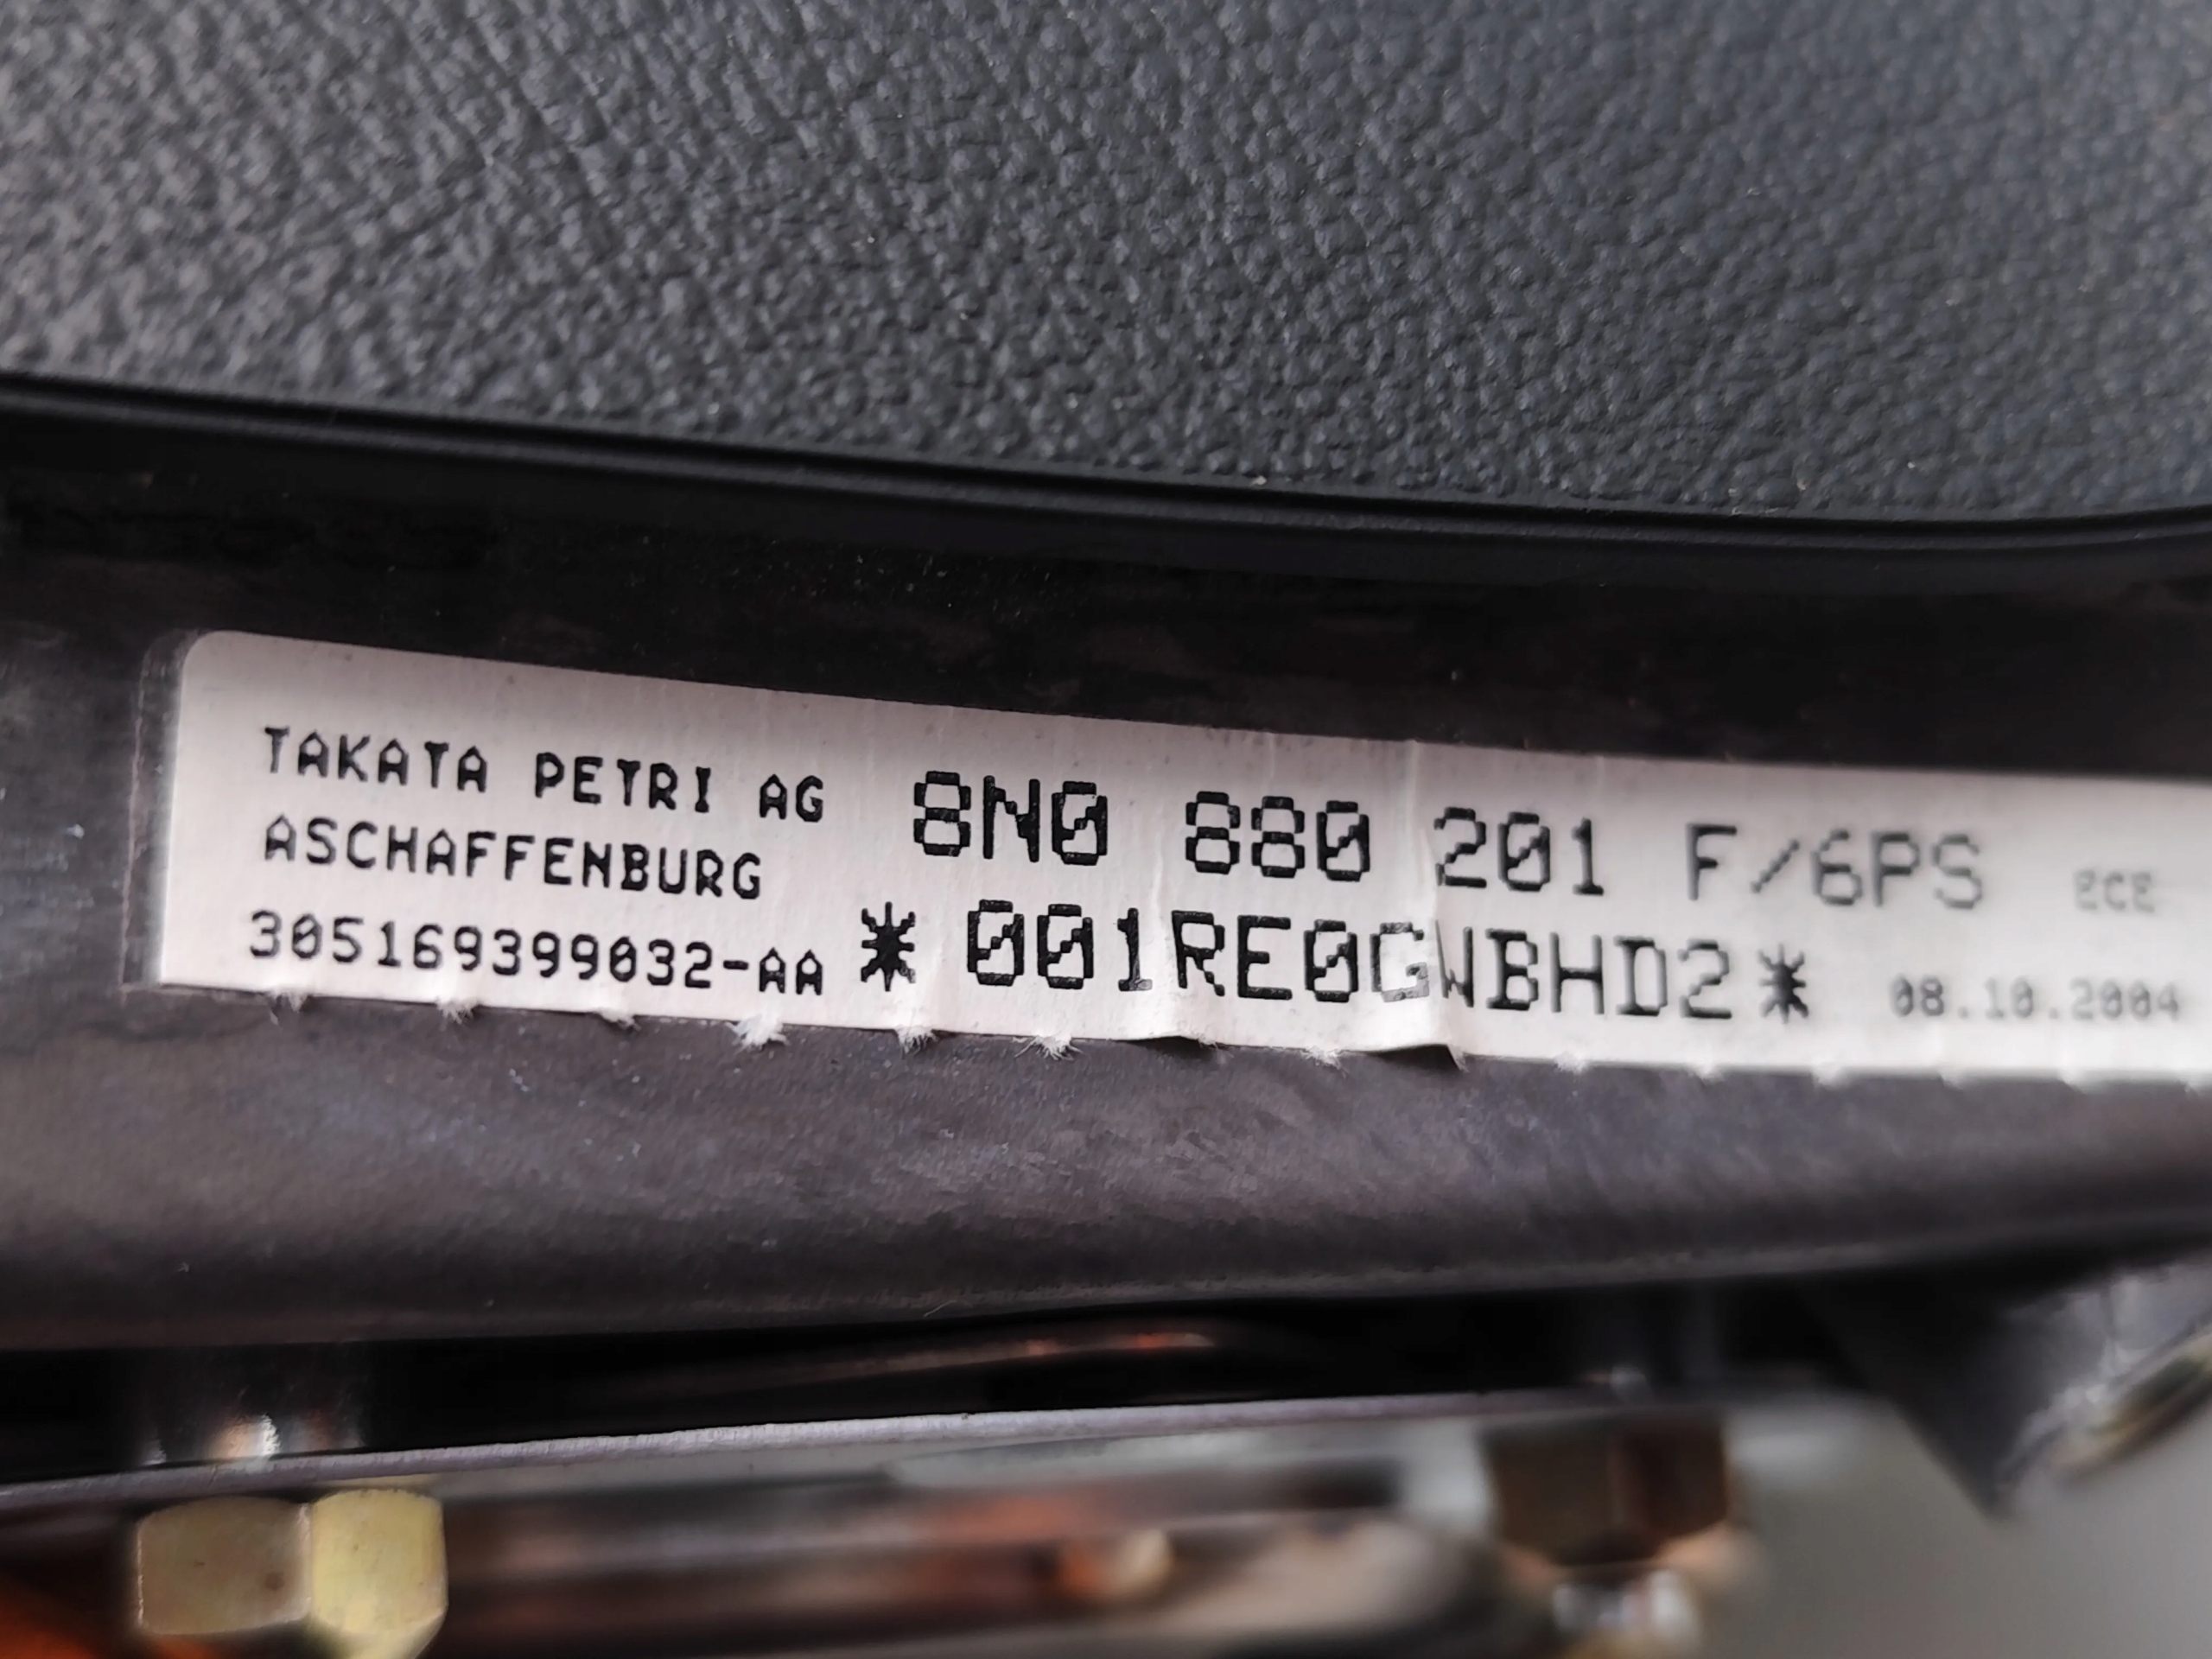 TAKATA PETRI AG 8N0 880 201 F/6PS ECE
ASCHAFFENBURG
305169399032-AA *001RE0GWBHD2* 08.10.2004